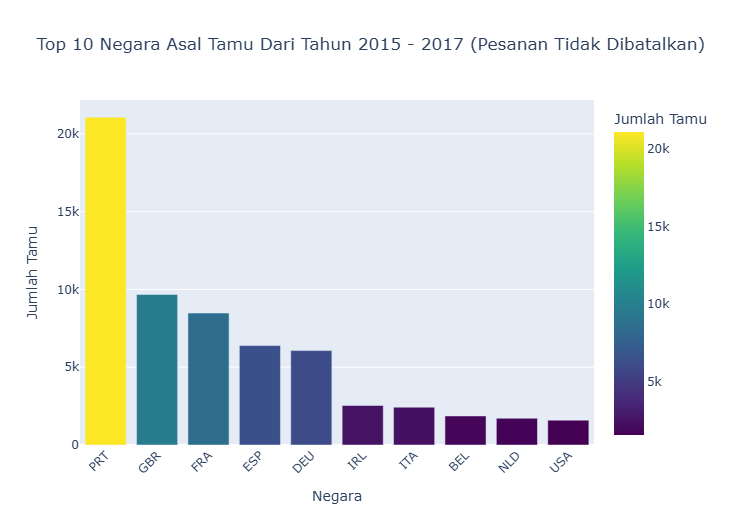 Top 10 Negara Asal Tamu Dari Tahun 2015 - 2017 (Pesanan Tidak Dibatalkan)
Jumlah Tamu
20k
15k
10k
5k
0
PRT
GBR
FRA
ESP
DEU
IRL
ITA
BEL
NLD
USA
Negara
Jumlah Tamu
20k
15k
10k
5k